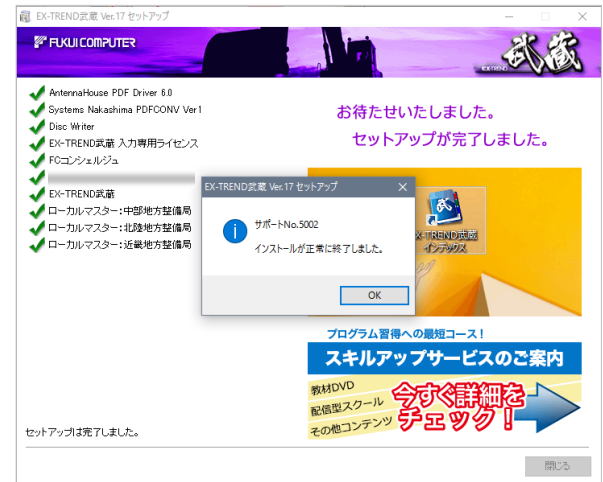 EX-TREND武蔵 Ver.17 セットアップ
FUKUI COMPUTER
EX-TREND 武蔵
AntennaHouse PDF Driver 6.0
Systems Nakashima PDFCONV Ver1
Disc Writer
EX-TREND武蔵 入力専用ライセンス
FCコンシェルジュ
EX-TREND武蔵
ローカルマスター：中部地方整備局
ローカルマスター：北陸地方整備局
ローカルマスター：近畿地方整備局
セットアップは完了しました。
お待たせいたしました。
セットアップが完了しました。
EX-TREND武蔵 Ver.17 セットアップ
サポートNo.5002
インストールが正常に終了しました。
OK
X-TREND武蔵
インデックス
プログラム習得への最短コース！
スキルアップサービスのご案内
教材DVD
配信型スクール
その他コンテンツ
今すぐ詳細を
チェック！
閉じる